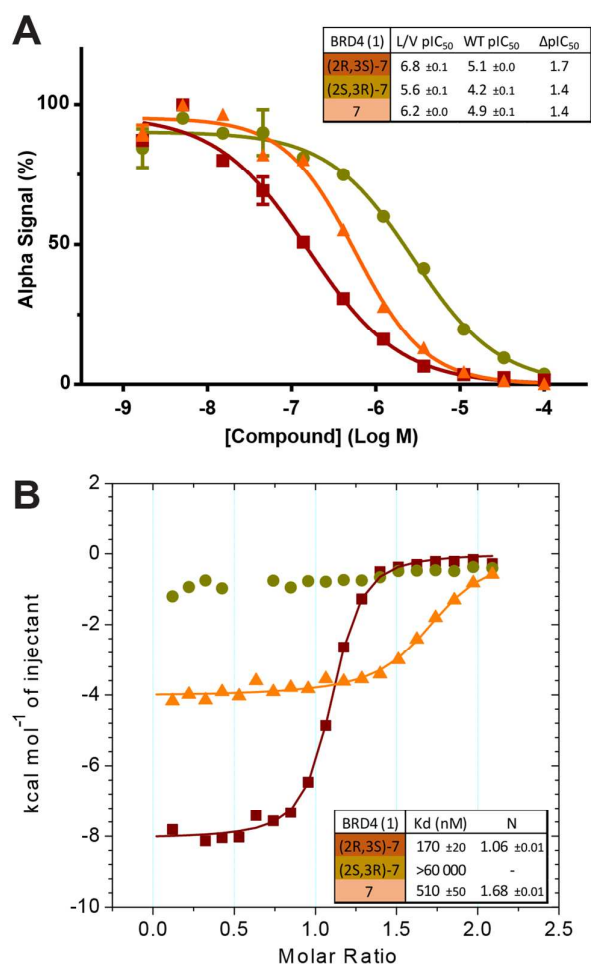 A
BRD4 (1) L/V pIC50 WT pIC50 ΔpIC50
(2R,3S)-7 6.8 ±0.1 5.1 ±0.0 1.7
(2S,3R)-7 5.6 ±0.1 4.2 ±0.1 1.4
7 6.2 ±0.0 4.9 ±0.1 1.4
100
50
0
Alpha Signal (%)
-9 -8 -7 -6 -5 -4
[Compound] (Log M)
B
2
0
-2
-4
-6
-8
-10
kcal mol⁻¹ of injectant
BRD4 (1) Kd (nM) N
(2R,3S)-7 170 ±20 1.06 ±0.01
(2S,3R)-7 >60 000 -
7 510 ±50 1.68 ±0.01
0.0 0.5 1.0 1.5 2.0 2.5
Molar Ratio